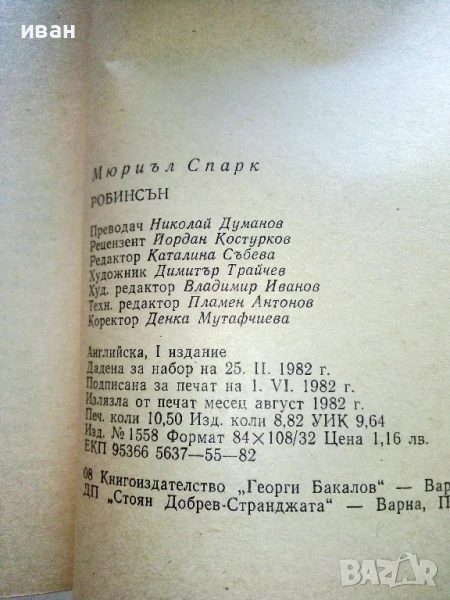 иван
Мюриъл Спарк
РОБИНСЪН
Преводач Николай Думанов
Рецензент Йордан Костурков
Редактор Каталина Събева
Художник Димитър Трайчев
Худ. редактор Владимир Иванов
Техн. редактор Пламен Антонов
Коректор Денка Мутафчиева
Английска, I издание
Дадена за набор на 25. II. 1982 г.
Подписана за печат на 1. VI. 1982 г.
Излязла от печат месец август 1982 г.
Печ. коли 10,50 Изд. коли 8,82 УИК 9,64
Изд. № 1558 Формат 84×108/32 Цена 1,16 лв.
ЕКП 95366 5637—55—82
08 Книгоиздателство „Георги Бакалов“ — Вар
ДП „Стоян Добрев-Странджата“ — Варна, П
BAZAR